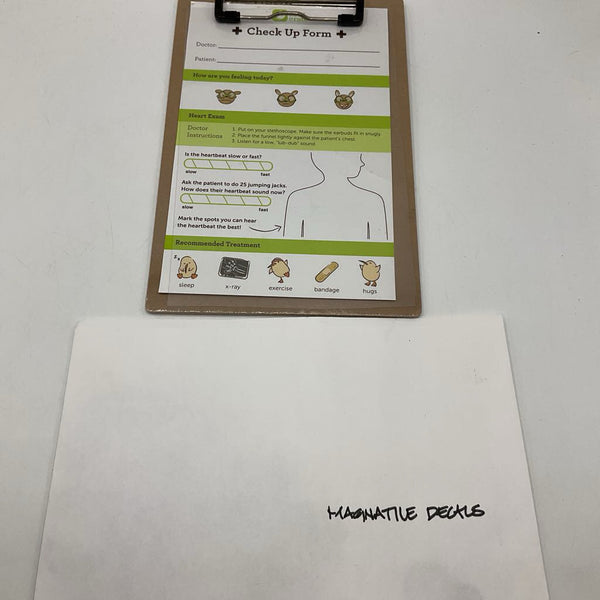 Check Up Form
Doctor:
Patient:
How are you feeling today?
Heart Exam
Doctor Instructions
1. Put on your stethoscope. Make sure the earbuds fit in snugly
2. Place the funnel tightly against the patient's chest
3. Listen for a low, "lub-dub" sound
Is the heartbeat slow or fast?
slow fast
Ask the patient to do 25 jumping jacks.
How does their heartbeat sound now?
slow fast
Mark the spots you can hear
the heartbeat the best!
Recommended Treatment
sleep x-ray exercise bandage hugs
MAGNATILE DECALS